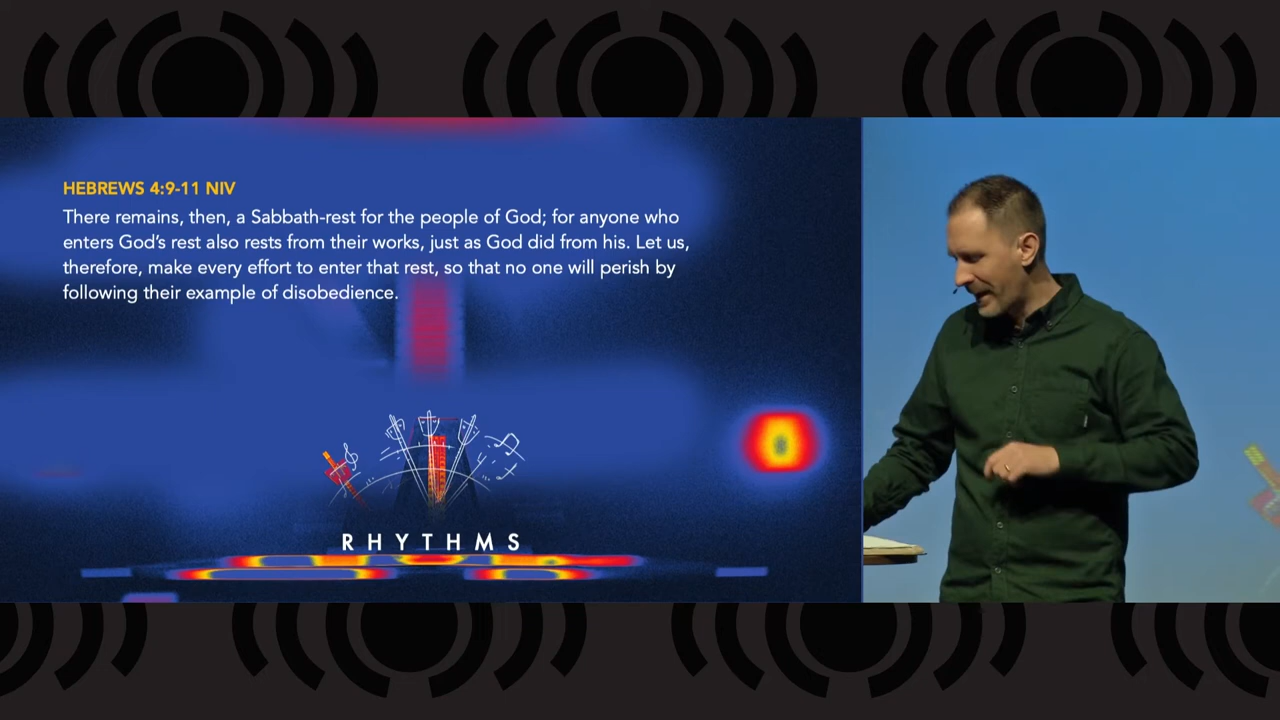 HEBREWS 4:9-11 NIV
There remains, then, a Sabbath-rest for the people of God; for anyone who
enters God's rest also rests from their works, just as God did from his. Let us,
therefore, make every effort to enter that rest, so that no one will perish by
following their example of disobedience.
RHYTHMS